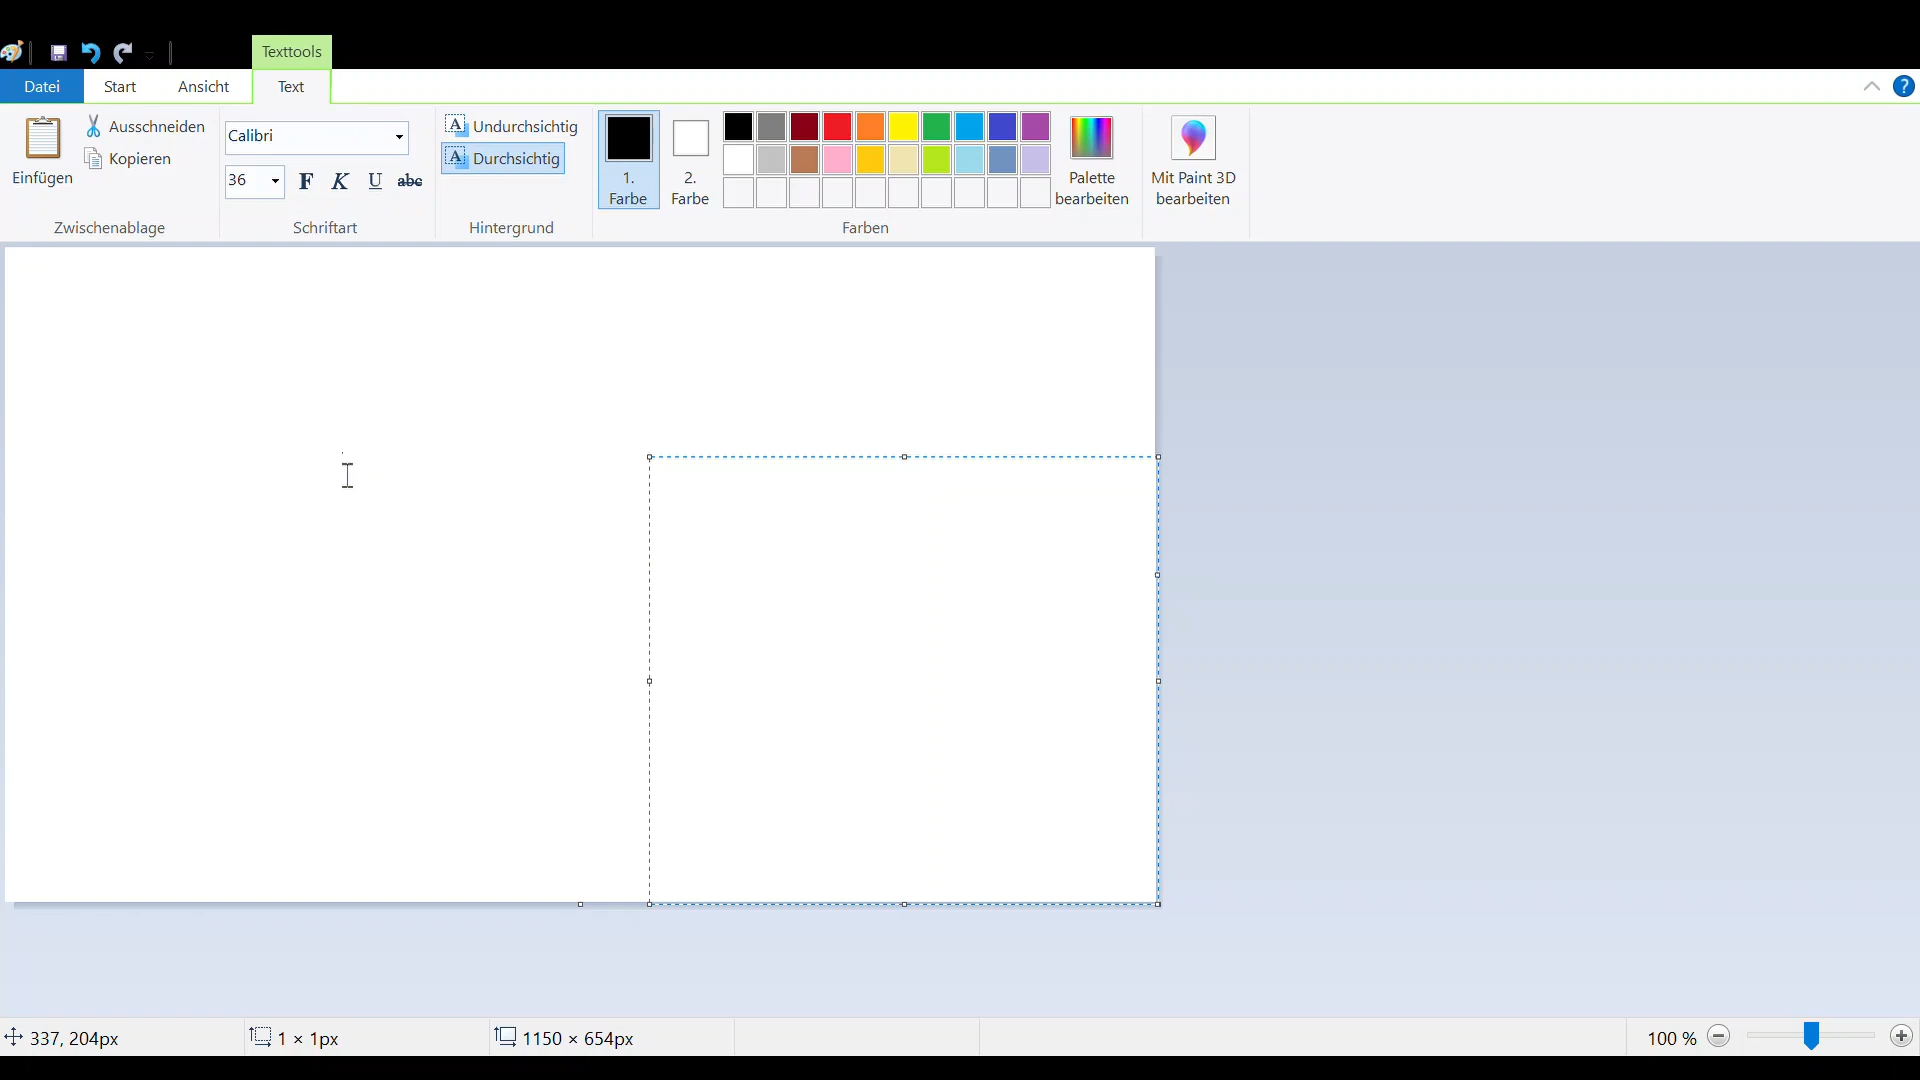 Texttools
Datei Start Ansicht Text ?
Einfügen
Ausschneiden
Kopieren
Zwischenablage
Calibri
36 F K U abc
Schriftart
A Undurchsichtig
A Durchsichtig
Hintergrund
1.
Farbe
2.
Farbe
Farben
Palette
bearbeiten
Mit Paint 3D
bearbeiten
337, 204px 1 × 1px 1150 × 654px 100 %